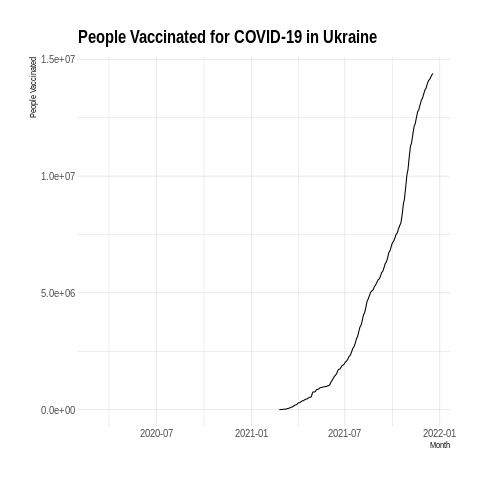 People Vaccinated for COVID-19 in Ukraine
People Vaccinated
1.5e+07
1.0e+07
5.0e+06
0.0e+00
2020-07 2021-01 2021-07 2022-01
Month